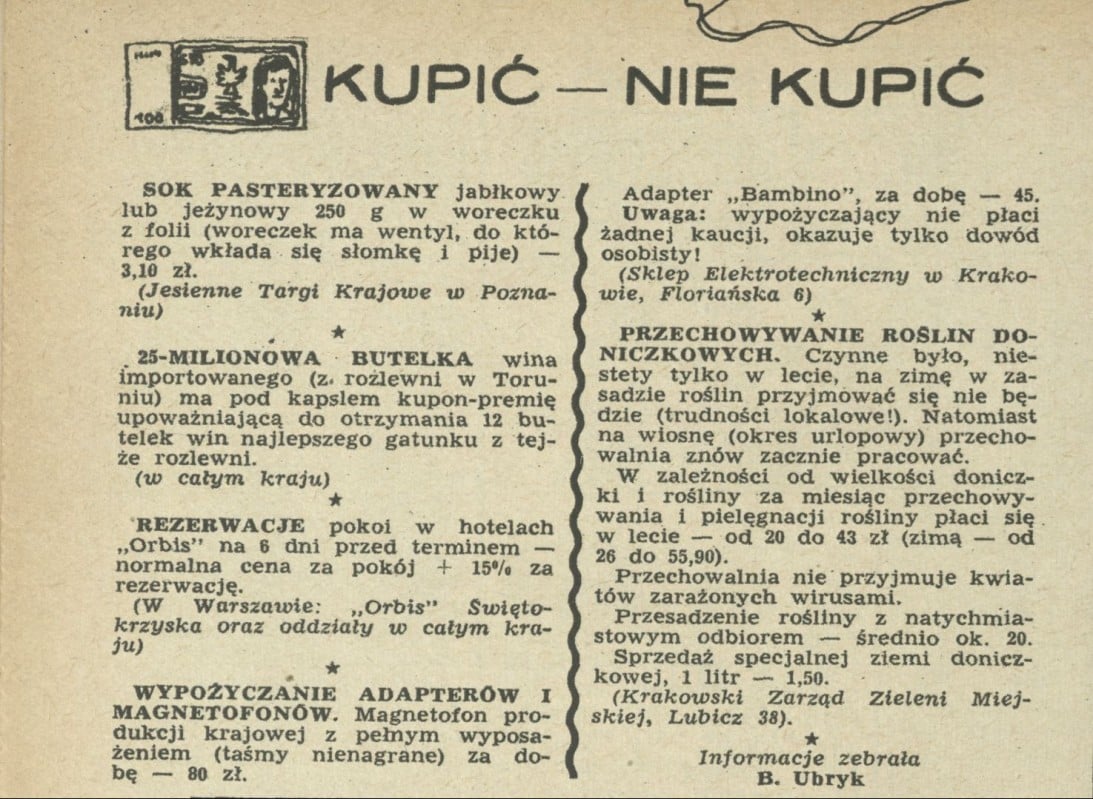 100
KUPIĆ — NIE KUPIĆ
SOK PASTERYZOWANY jabłkowy
lub jeżynowy 250 g w woreczku
z folii (woreczek ma wentyl, do któ-
rego wkłada się słomkę i pije) —
3,10 zł.
(Jesienne Targi Krajowe w Pozna-
niu)
★
25-MILIONOWA BUTELKA wina
importowanego (z rozlewni w Toru-
niu) ma pod kapslem kupon-premię
upoważniającą do otrzymania 12 bu-
telek win najlepszego gatunku z tej-
że rozlewni.
(w całym kraju)
★
REZERWACJE pokoi w hotelach
„Orbis” na 6 dni przed terminem —
normalna cena za pokój + 15% za
rezerwację.
(W Warszawie: „Orbis” Święto-
krzyska oraz oddziały w całym kra-
ju)
★
WYPOŻYCZANIE ADAPTERÓW I
MAGNETOFONÓW. Magnetofon pro-
dukcji krajowej z pełnym wyposa-
żeniem (taśmy nienagrane) za do-
bę — 80 zł.
Adapter „Bambino”, za dobę — 45.
Uwaga: wypożyczający nie płaci
żadnej kaucji, okazuje tylko dowód
osobisty!
(Sklep Elektrotechniczny w Krako-
wie, Floriańska 6)
★
PRZECHOWYWANIE ROŚLIN DO-
NICZKOWYCH. Czynne było, nie-
stety tylko w lecie, na zimę w za-
sadzie roślin przyjmować się nie bę-
dzie (trudności lokalowe!). Natomiast
na wiosnę (okres urlopowy) przecho-
walnia znów zacznie pracować.
W zależności od wielkości donicz-
ki i rośliny za miesiąc przechowy-
wania i pielęgnacji rośliny płaci się
w lecie — od 20 do 43 zł (zimą — od
26 do 55,90).
Przechowalnia nie przyjmuje kwia-
tów zarażonych wirusami.
Przesadzenie rośliny z natychmia-
stowym odbiorem — średnio ok. 20.
Sprzedaż specjalnej ziemi donicz-
kowej, 1 litr — 1,50.
(Krakowski Zarząd Zieleni Miej-
skiej, Lubicz 38).
★
Informacje zebrała
B. Ubryk